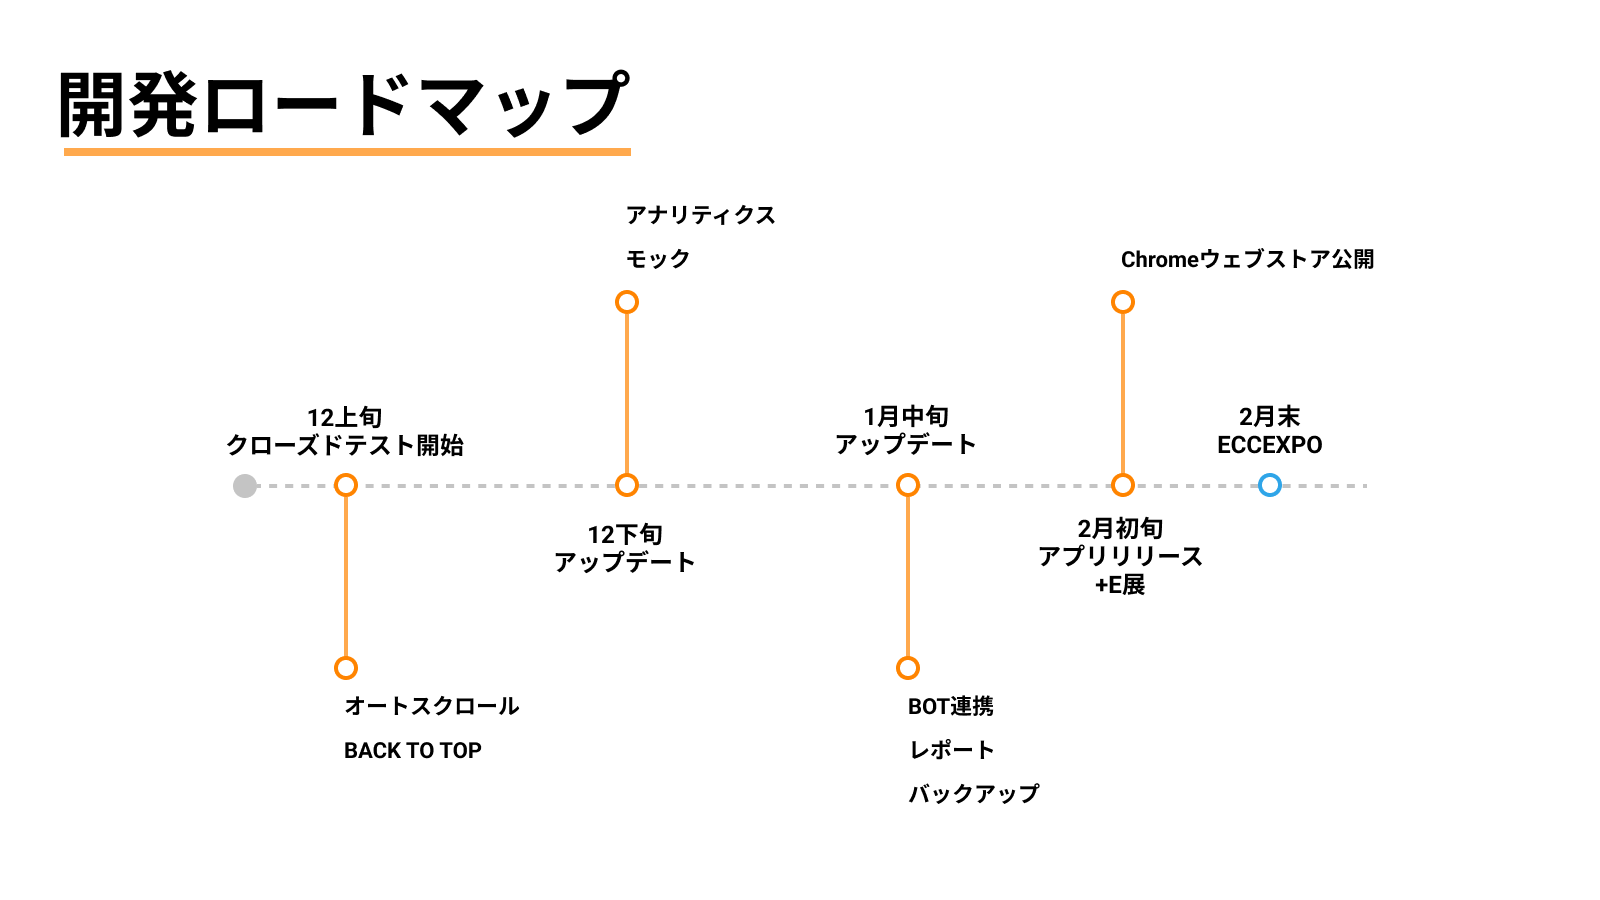 開発ロードマップ
アナリティクス
モック
Chromeウェブストア公開
12上旬
クローズドテスト開始
1月中旬
アップデート
2月末
ECCEXPO
12下旬
アップデート
2月初旬
アプリリリース
+E展
オートスクロール
BACK TO TOP
BOT連携
レポート
バックアップ